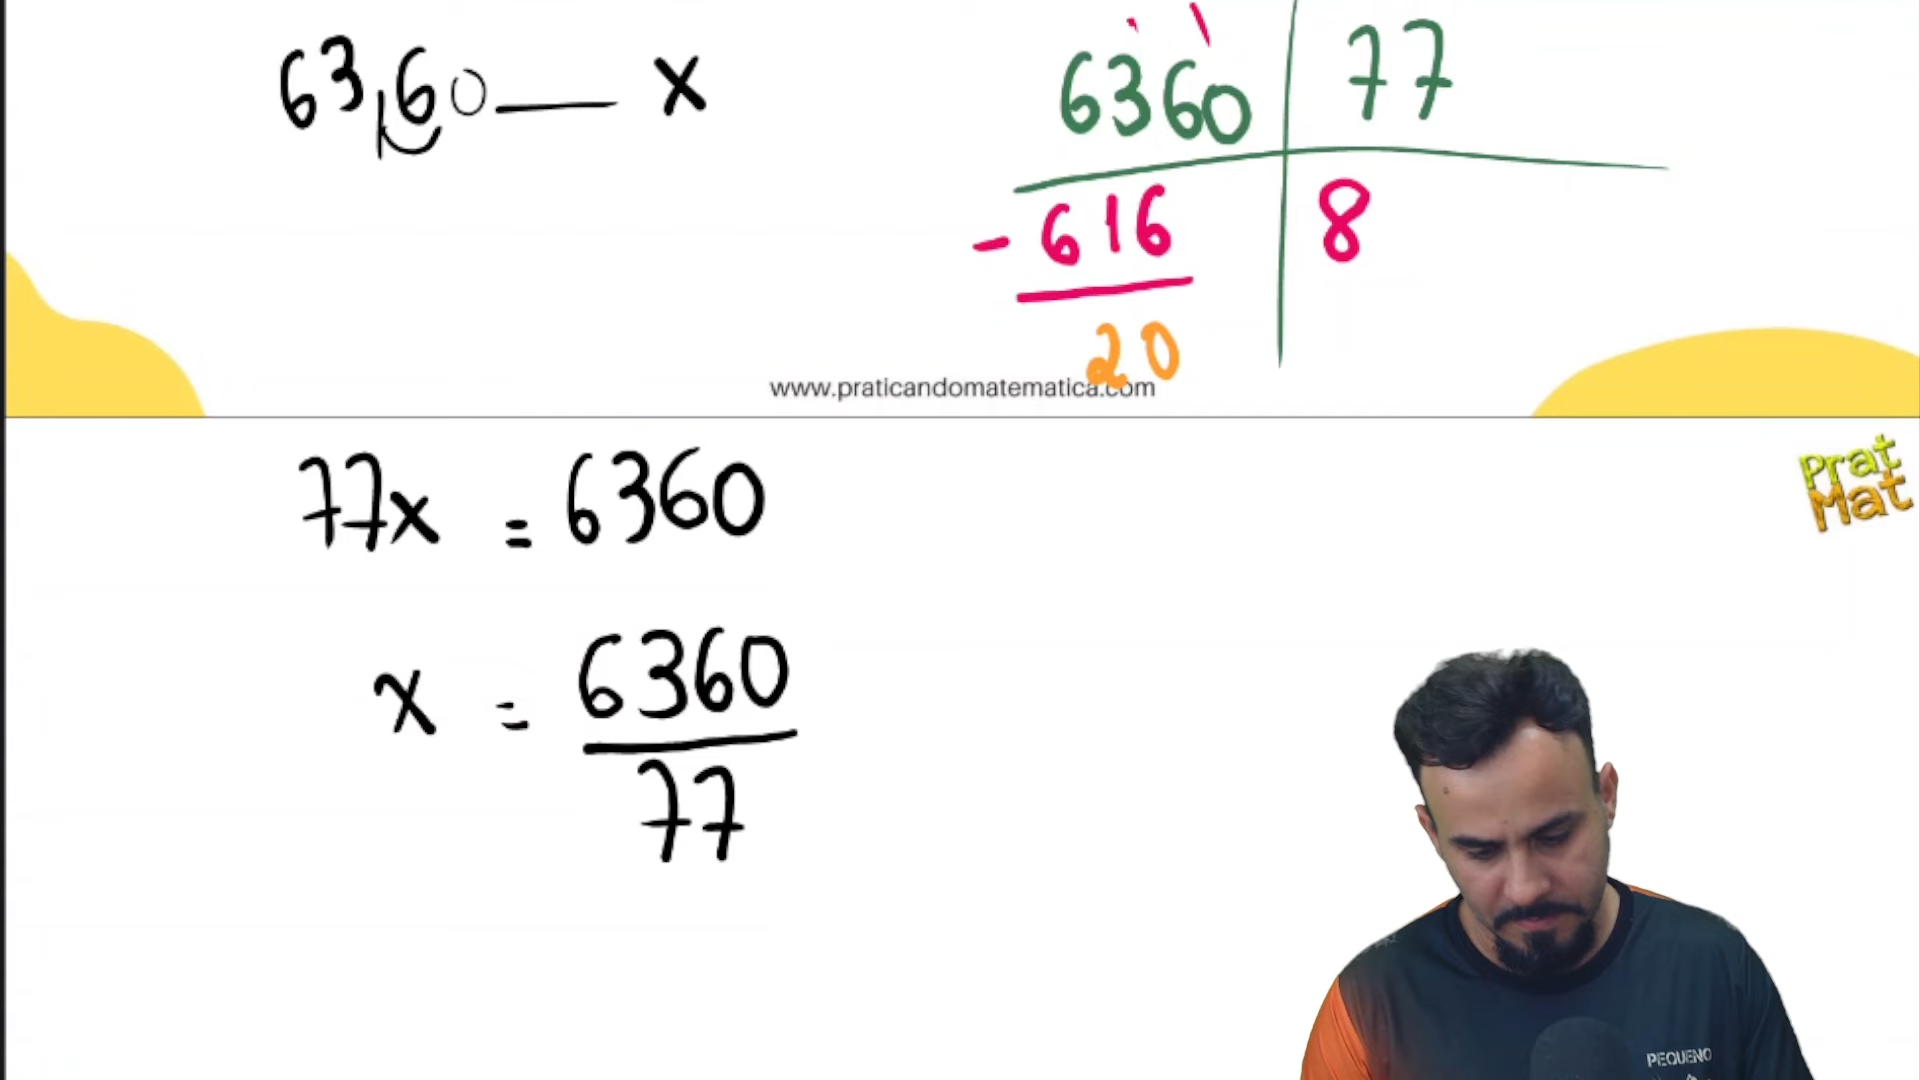 63,60 — x
6360 77
- 616 8
20
www.praticandomatematica.com
77x = 6360
Prat
Mat
x = 6360
77
PEQUENO